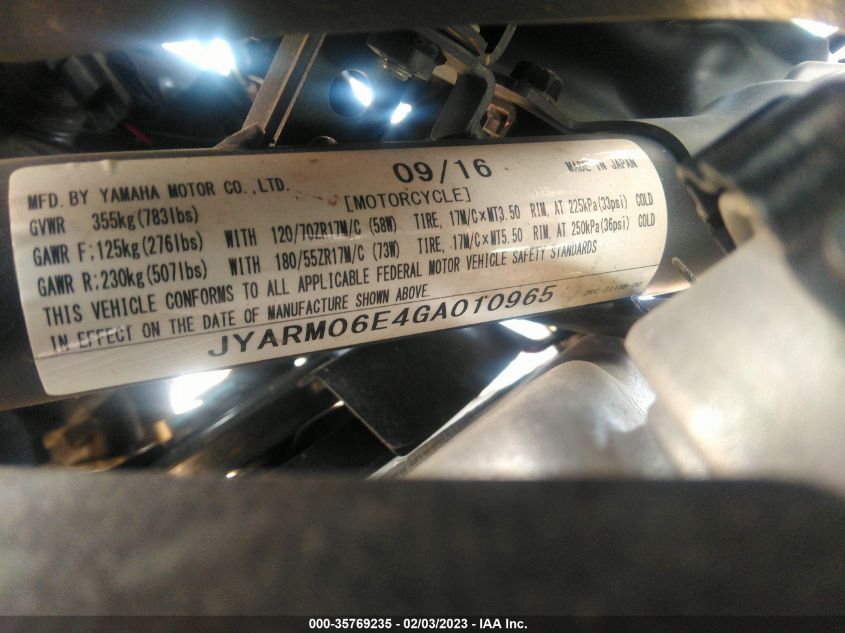 09/16
MADE IN JAPAN
MFD. BY YAMAHA MOTOR CO., LTD.
[MOTORCYCLE]
GVWR 355kg(783lbs)
GAWR F:125kg(276lbs) WITH 120/70ZR17M/C (58W) TIRE, 17M/C×MT3.50 RIM, AT 225kPa(33psi) COLD
GAWR R:230kg(507lbs) WITH 180/55ZR17M/C (73W) TIRE, 17M/C×MT5.50 RIM, AT 250kPa(36psi) COLD
THIS VEHICLE CONFORMS TO ALL APPLICABLE FEDERAL MOTOR VEHICLE SAFETY STANDARDS
IN EFFECT ON THE DATE OF MANUFACTURE SHOWN ABOVE.
JYARM06E4GA010965
000-35769235 - 02/03/2023 - IAA Inc.